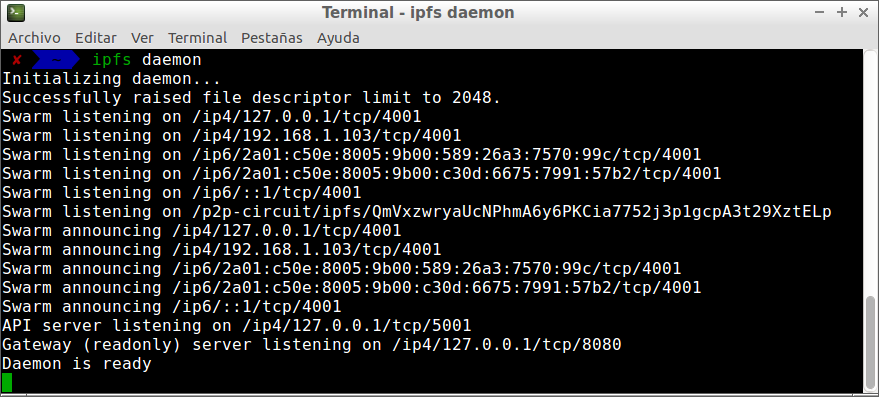 Terminal - ipfs daemon
Archivo Editar Ver Terminal Pestañas Ayuda
✘ ~ ipfs daemon
Initializing daemon...
Successfully raised file descriptor limit to 2048.
Swarm listening on /ip4/127.0.0.1/tcp/4001
Swarm listening on /ip4/192.168.1.103/tcp/4001
Swarm listening on /ip6/2a01:c50e:8005:9b00:589:26a3:7570:99c/tcp/4001
Swarm listening on /ip6/2a01:c50e:8005:9b00:c30d:6675:7991:57b2/tcp/4001
Swarm listening on /ip6/::1/tcp/4001
Swarm listening on /p2p-circuit/ipfs/QmVxzwryaUcNPhmA6y6PKCia7752j3p1gcpA3t29XztELp
Swarm announcing /ip4/127.0.0.1/tcp/4001
Swarm announcing /ip4/192.168.1.103/tcp/4001
Swarm announcing /ip6/2a01:c50e:8005:9b00:589:26a3:7570:99c/tcp/4001
Swarm announcing /ip6/2a01:c50e:8005:9b00:c30d:6675:7991:57b2/tcp/4001
Swarm announcing /ip6/::1/tcp/4001
API server listening on /ip4/127.0.0.1/tcp/5001
Gateway (readonly) server listening on /ip4/127.0.0.1/tcp/8080
Daemon is ready